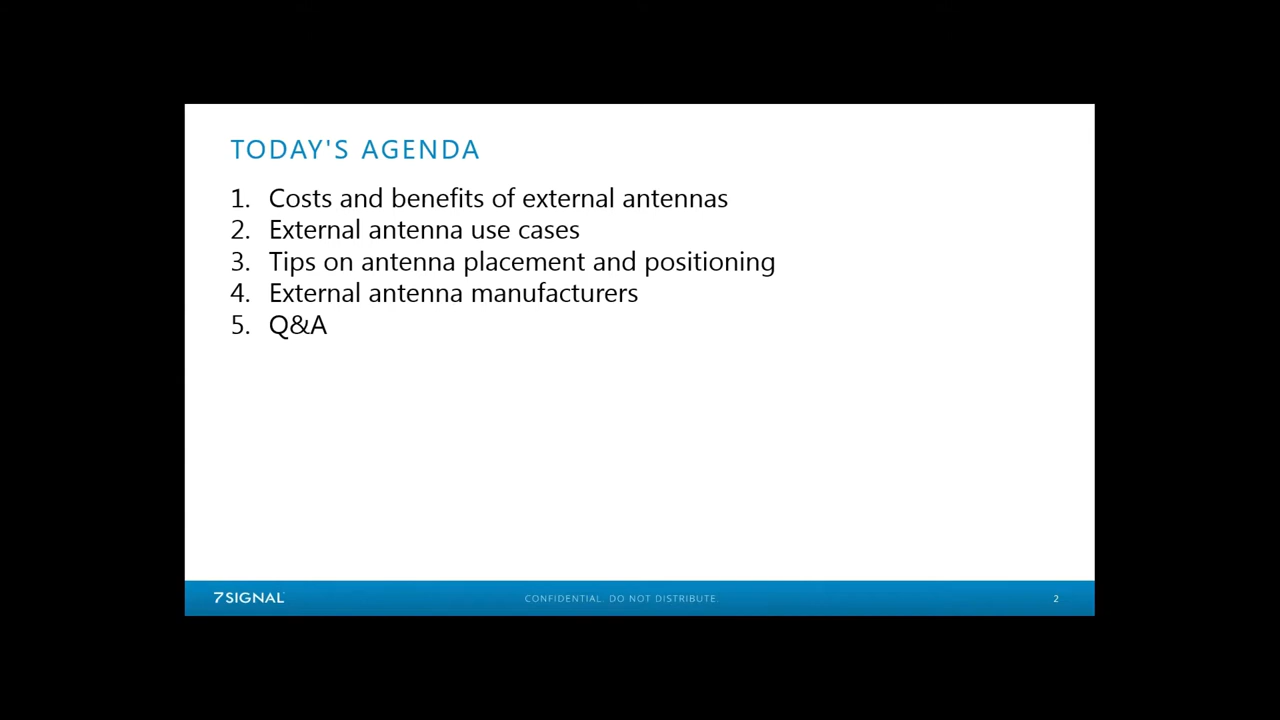 TODAY'S AGENDA
1. Costs and benefits of external antennas
2. External antenna use cases
3. Tips on antenna placement and positioning
4. External antenna manufacturers
5. Q&A
7SIGNAL
CONFIDENTIAL. DO NOT DISTRIBUTE.
2